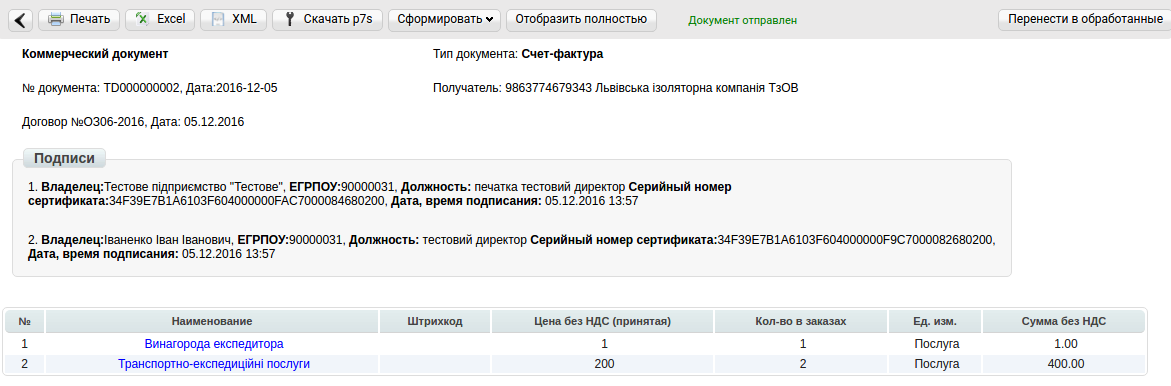 Печать Excel XML Скачать p7s Сформировать Отобразить полностью Документ отправлен Перенести в обработанные
Коммерческий документ Тип документа: Счет-фактура
№ документа: TD000000002, Дата:2016-12-05 Получатель: 9863774679343 Львівська ізоляторна компанія ТзОВ
Договор №О306-2016, Дата: 05.12.2016
Подписи
1. Владелец:Тестове підприємство "Тестове", ЕГРПОУ:90000031, Должность: печатка тестовий директор Серийный номер
сертификата:34F39E7B1A6103F604000000FAC7000084680200, Дата, время подписания: 05.12.2016 13:57
2. Владелец:Іваненко Іван Іванович, ЕГРПОУ:90000031, Должность: тестовий директор Серийный номер сертификата:34F39E7B1A6103F604000000F9C7000082680200,
Дата, время подписания: 05.12.2016 13:57
№ Наименование Штрихкод Цена без НДС (принятая) Кол-во в заказах Ед. изм. Сумма без НДС
1 Винагорода експедитора 1 1 Послуга 1.00
2 Транспортно-експедиційні послуги 200 2 Послуга 400.00